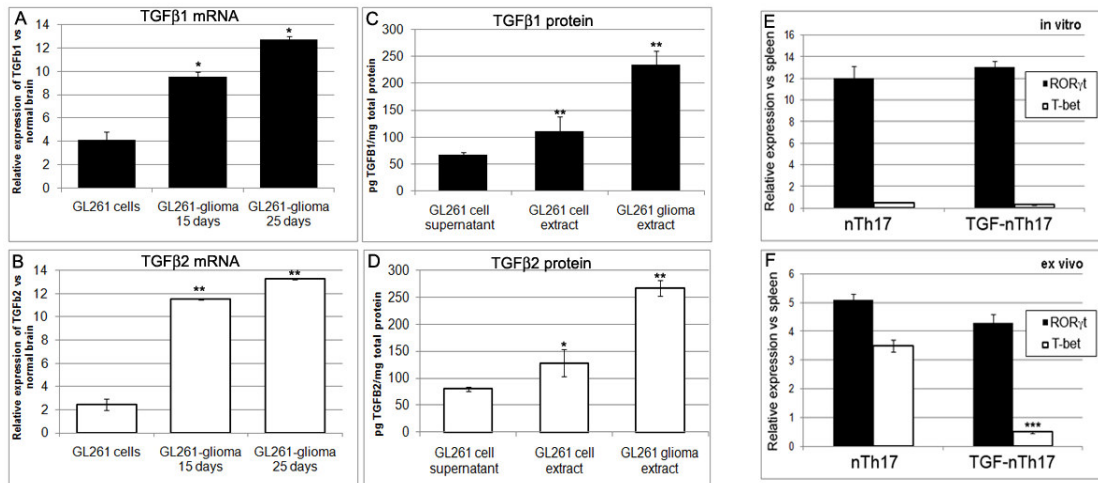 A
TGFβ1 mRNA
Relative expression of TGFb1 vs
normal brain
14
12
10
8
6
4
2
0
*
*
GL261 cells
GL261-glioma
15 days
GL261-glioma
25 days
B
TGFβ2 mRNA
Relative expression of TGFb2 vs
normal brain
14
12
10
8
6
4
2
0
**
**
GL261 cells
GL261-glioma
15 days
GL261-glioma
25 days
C
TGFβ1 protein
pg TGFB1/mg total protein
300
250
200
150
100
50
0
**
**
GL261 cell
supernatant
GL261 cell
extract
GL261 glioma
extract
D
TGFβ2 protein
pg TGFB2/mg total protein
300
250
200
150
100
50
0
*
**
GL261 cell
supernatant
GL261 cell
extract
GL261 glioma
extract
E
in vitro
Relative expression vs spleen
16
14
12
10
8
6
4
2
0
RORγt
T-bet
nTh17
TGF-nTh17
F
ex vivo
Relative expression vs spleen
6
5
4
3
2
1
0
RORγt
T-bet
***
nTh17
TGF-nTh17